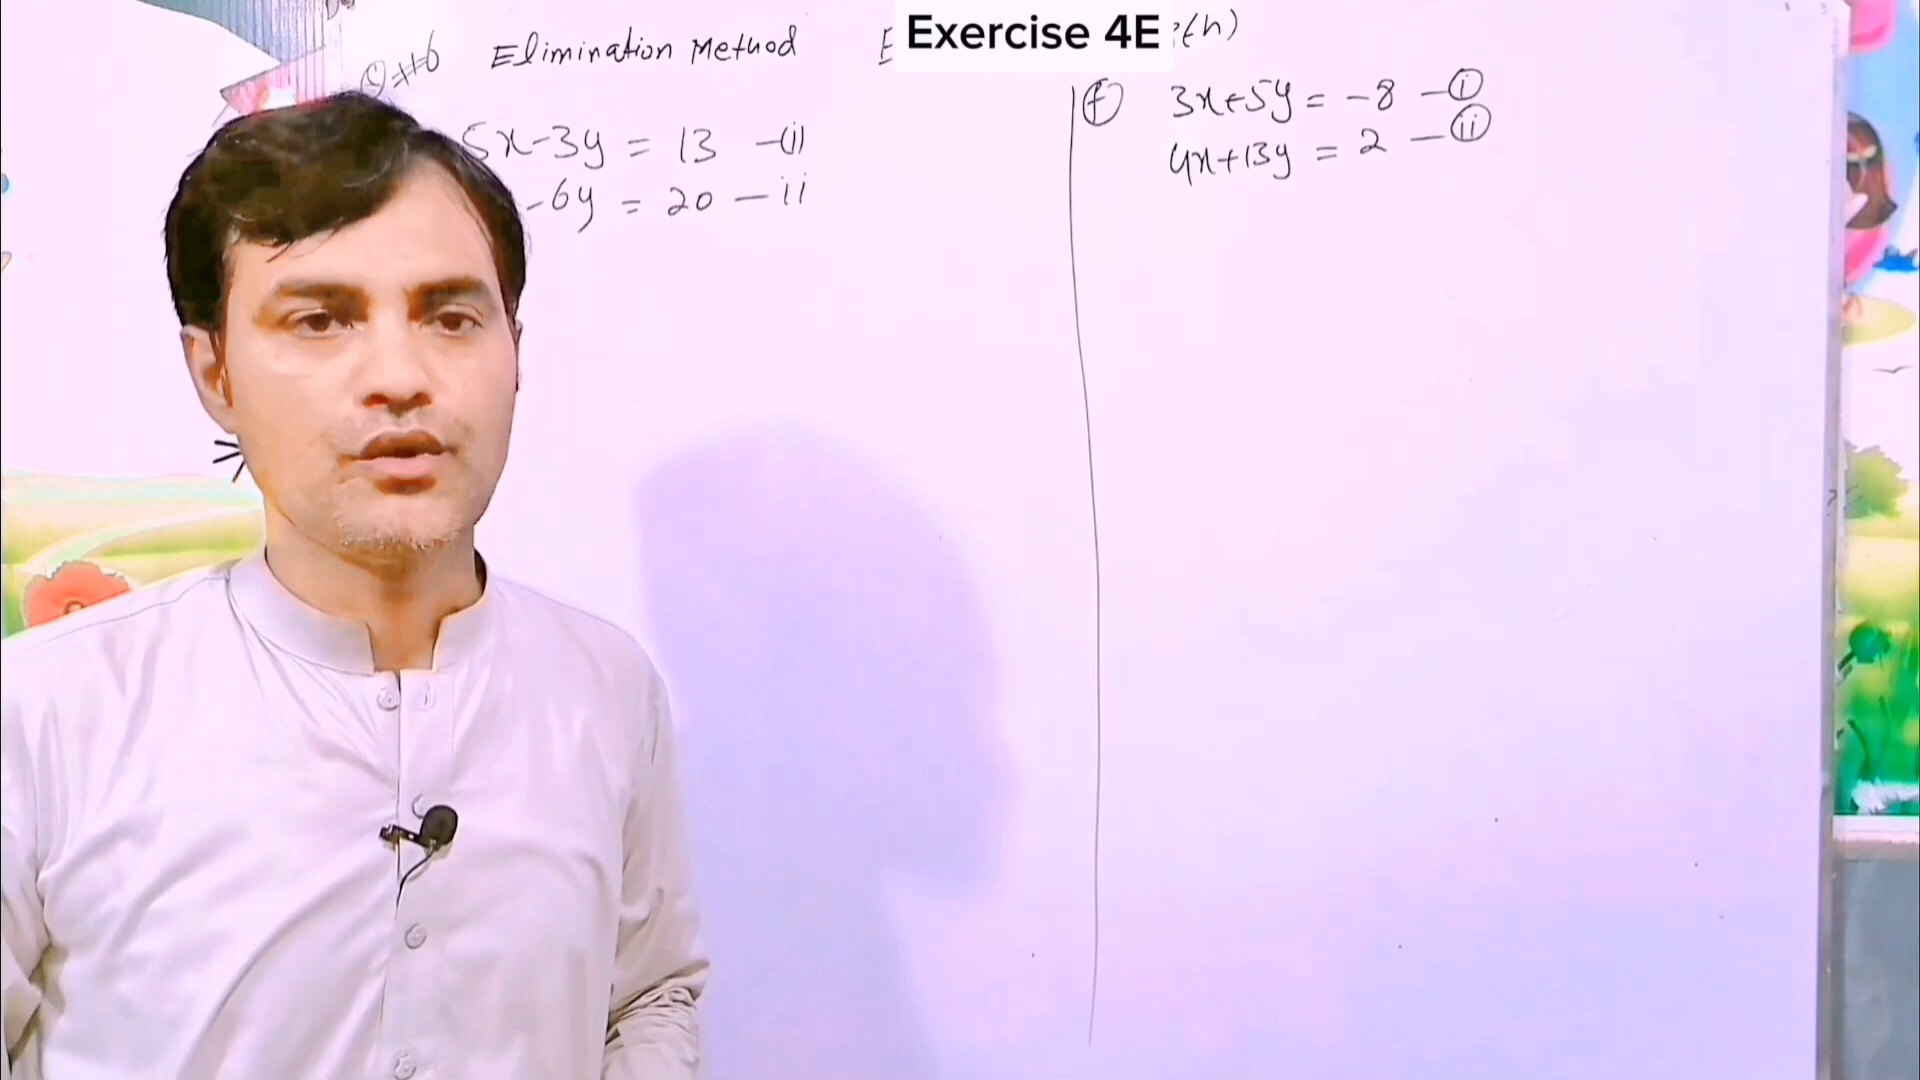 Exercise 4E
Q#6 Elimination Method E (h)
5x-3y = 13 -(i)
-6y = 20 - ii
(f) 3x+5y = -8 -(i)
4x+13y = 2 -(ii)